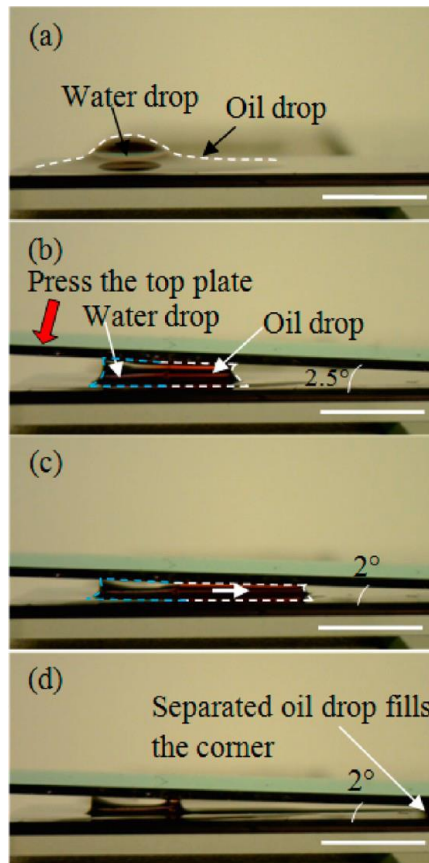 (a)
Water drop
Oil drop
(b)
Press the top plate
Water drop
Oil drop
2.5°
(c)
2°
(d)
Separated oil drop fills
the corner
2°